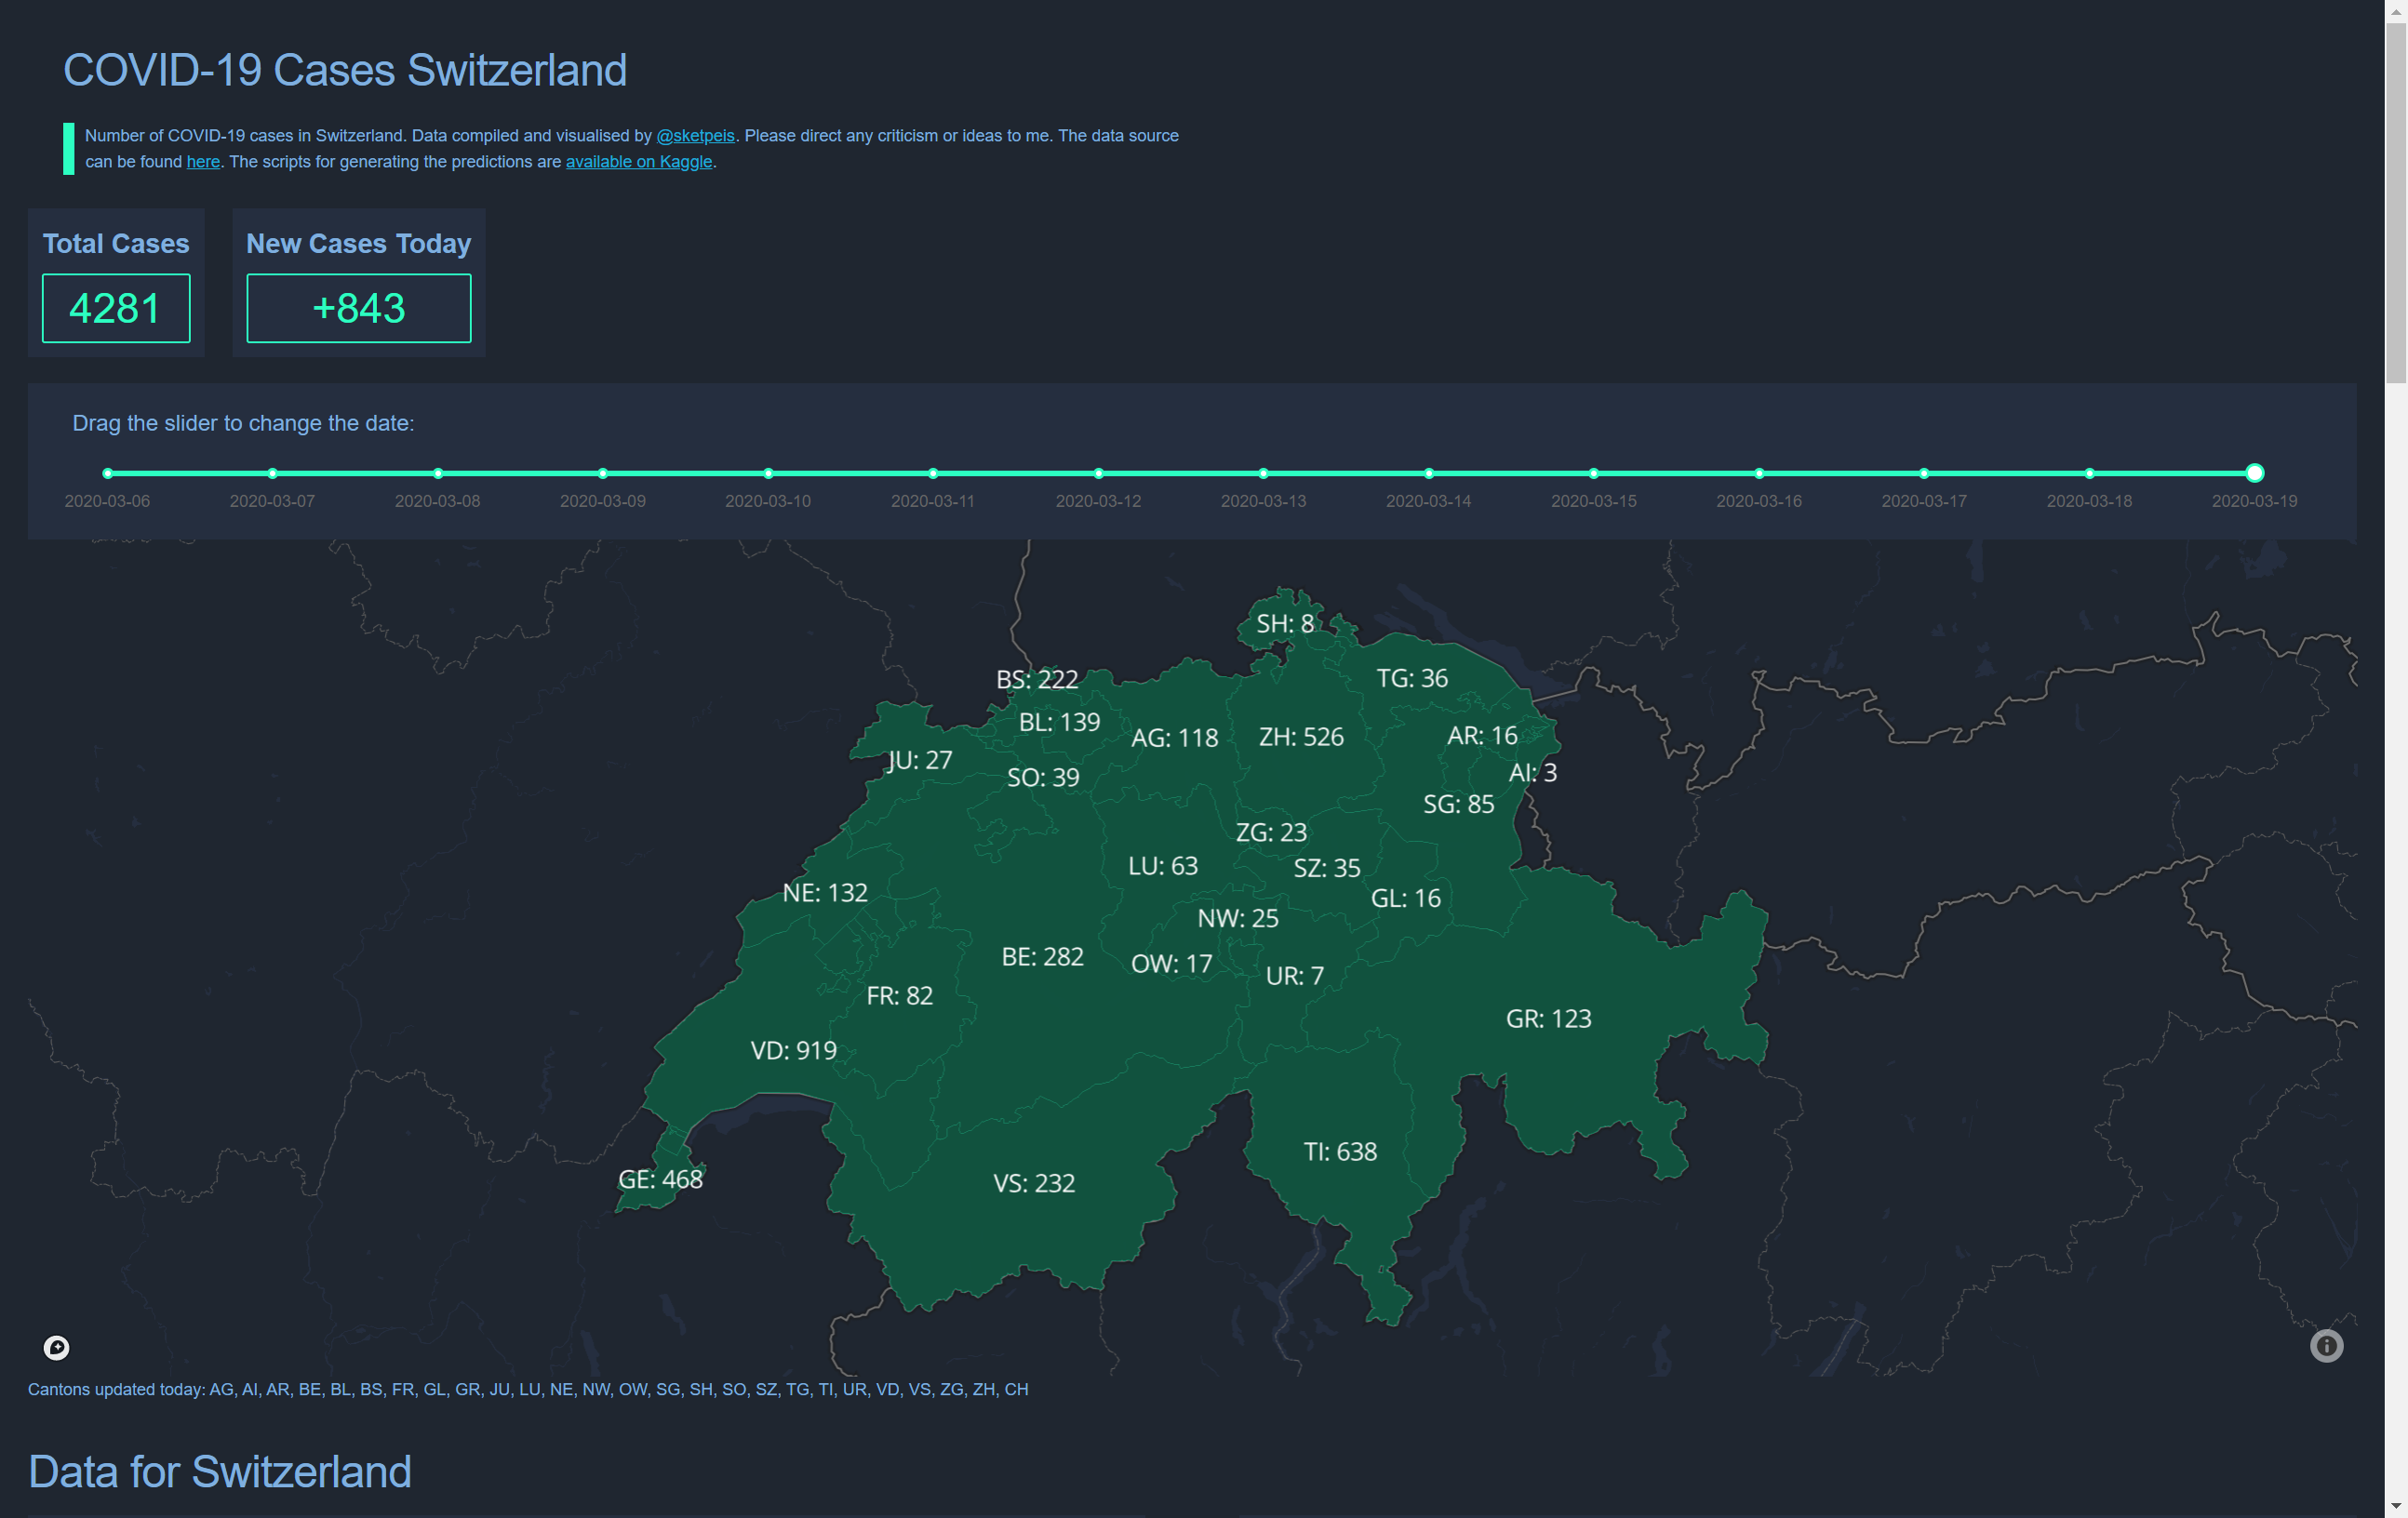 COVID-19 Cases Switzerland
Number of COVID-19 cases in Switzerland. Data compiled and visualised by @sketpeis. Please direct any criticism or ideas to me. The data source
can be found here. The scripts for generating the predictions are available on Kaggle.
Total Cases
4281
New Cases Today
+843
Drag the slider to change the date:
2020-03-06 2020-03-07 2020-03-08 2020-03-09 2020-03-10 2020-03-11 2020-03-12 2020-03-13 2020-03-14 2020-03-15 2020-03-16 2020-03-17 2020-03-18 2020-03-19
SH: 8
BS: 222
TG: 36
BL: 139
AG: 118
ZH: 526
AR: 16
JU: 27
SO: 39
AI: 3
SG: 85
ZG: 23
LU: 63
SZ: 35
NE: 132
GL: 16
NW: 25
BE: 282
OW: 17
UR: 7
FR: 82
GR: 123
VD: 919
TI: 638
GE: 468
VS: 232
Cantons updated today: AG, AI, AR, BE, BL, BS, FR, GL, GR, JU, LU, NE, NW, OW, SG, SH, SO, SZ, TG, TI, UR, VD, VS, ZG, ZH, CH
Data for Switzerland